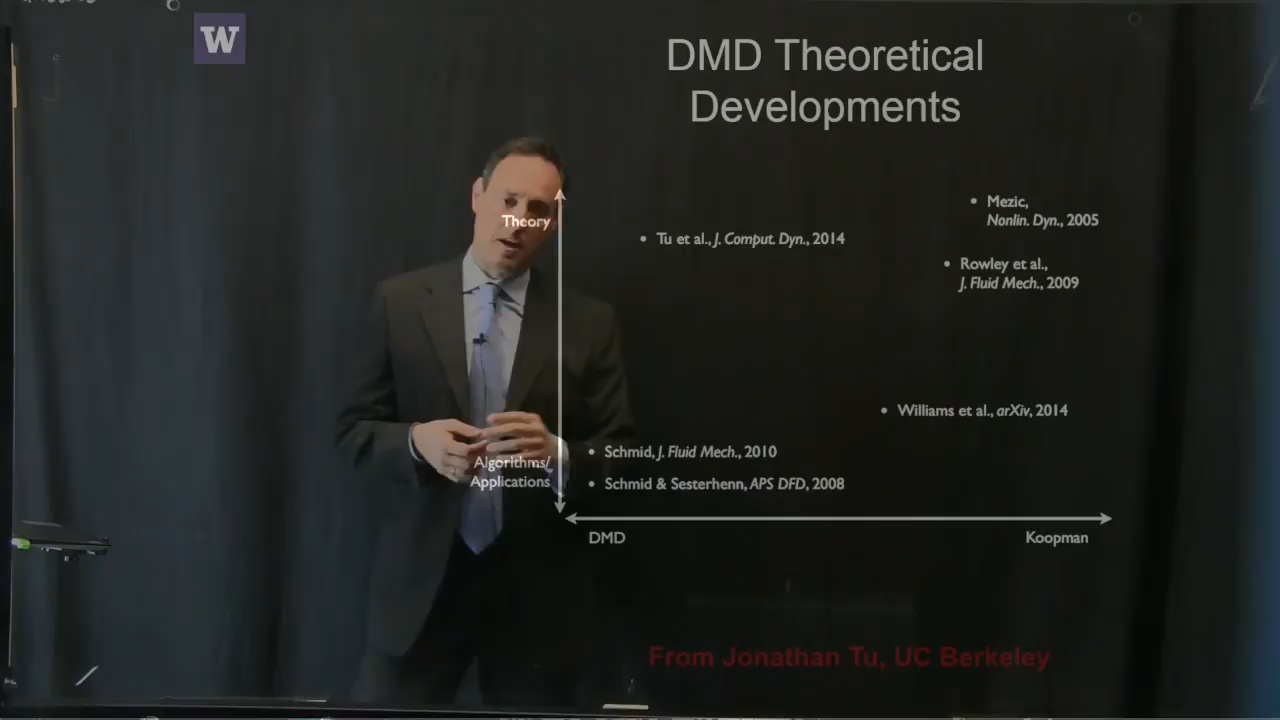 W
DMD Theoretical
Developments
Theory
Mezic,
Nonlin. Dyn., 2005
Tu et al., J. Comput. Dyn., 2014
Rowley et al.,
J. Fluid Mech., 2009
Williams et al., arXiv, 2014
Schmid, J. Fluid Mech., 2010
Algorithms/
Applications
Schmid & Sesterhenn, APS DFD, 2008
DMD
Koopman
From Jonathan Tu, UC Berkeley